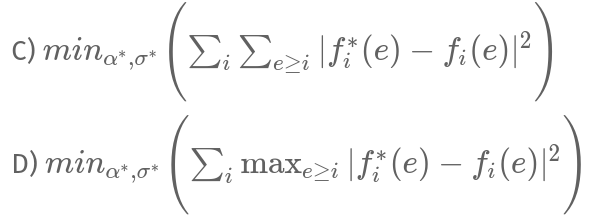 C) $min_{\alpha^*,\sigma^*} \left( \sum_i \sum_{e \geq i} |f_i^*(e) - f_i(e)|^2 \right)$
D) $min_{\alpha^*,\sigma^*} \left( \sum_i \max_{e \geq i} |f_i^*(e) - f_i(e)|^2 \right)$